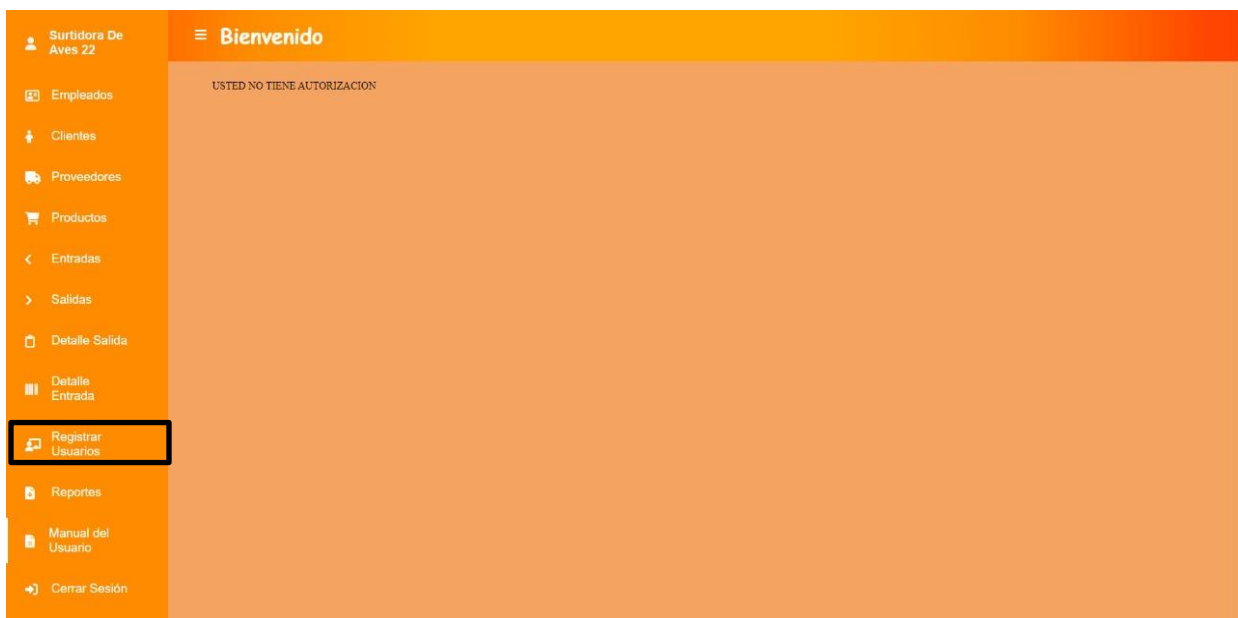 Surtidora De
Aves 22
≡ Bienvenido
USTED NO TIENE AUTORIZACION
Empleados
Clientes
Proveedores
Productos
Entradas
Salidas
Detalle Salida
Detalle
Entrada
Registrar
Usuarios
Reportes
Manual del
Usuario
Cerrar Sesión